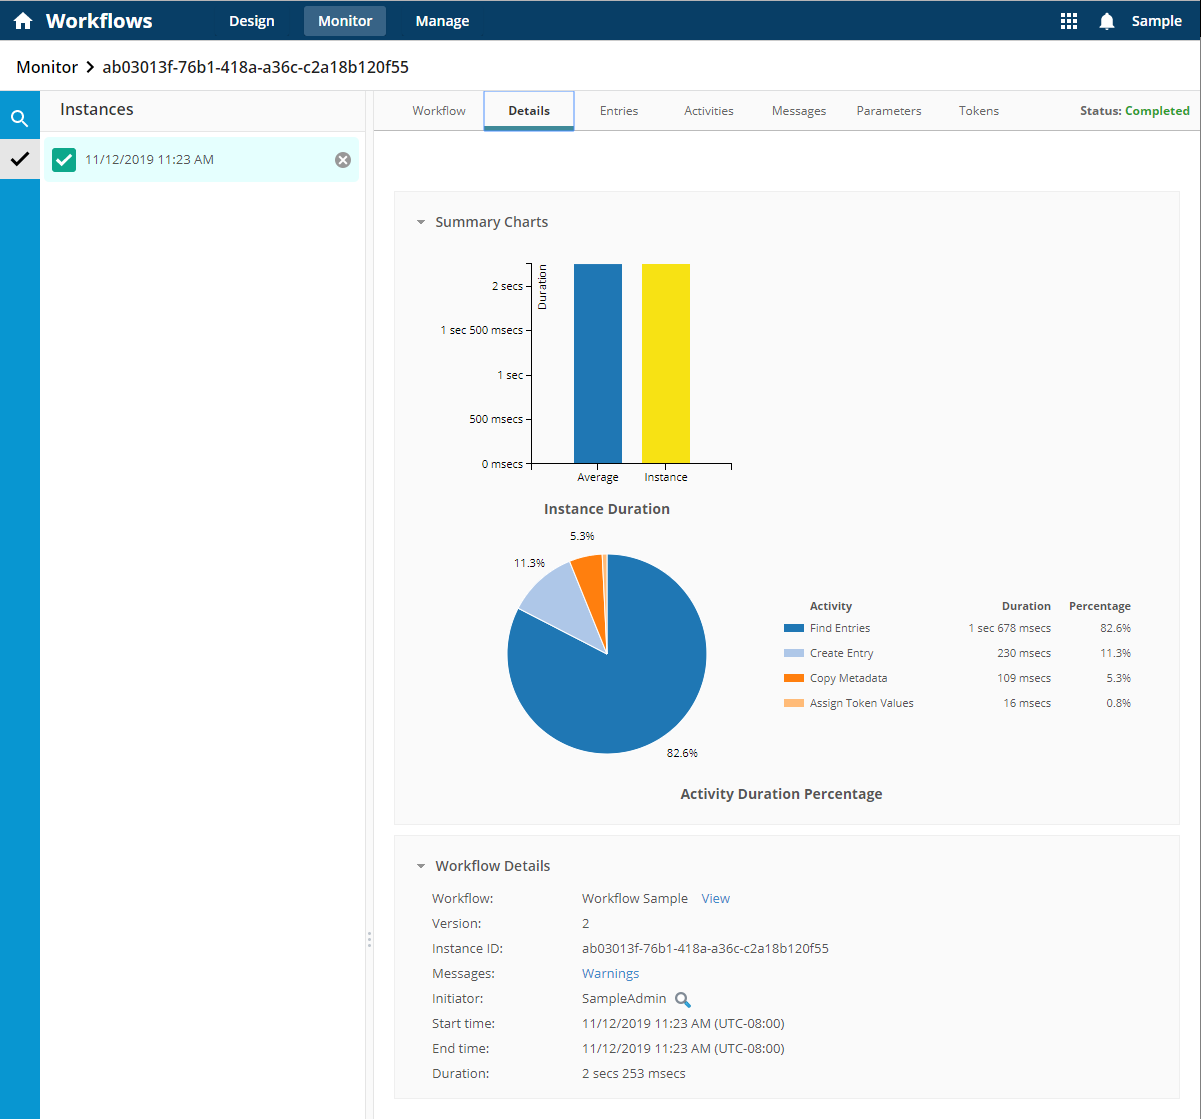 Workflows Design Monitor Manage Sample
Monitor > ab03013f-76b1-418a-a36c-c2a18b120f55
Instances
11/12/2019 11:23 AM
Workflow Details Entries Activities Messages Parameters Tokens Status: Completed
Summary Charts
Duration
2 secs
1 sec 500 msecs
1 sec
500 msecs
0 msecs
Average Instance
Instance Duration
5.3%
11.3%
82.6%
Activity Duration Percentage
Find Entries 1 sec 678 msecs 82.6%
Create Entry 230 msecs 11.3%
Copy Metadata 109 msecs 5.3%
Assign Token Values 16 msecs 0.8%
Activity Duration Percentage
Workflow Details
Workflow: Workflow Sample View
Version: 2
Instance ID: ab03013f-76b1-418a-a36c-c2a18b120f55
Messages: Warnings
Initiator: SampleAdmin
Start time: 11/12/2019 11:23 AM (UTC-08:00)
End time: 11/12/2019 11:23 AM (UTC-08:00)
Duration: 2 secs 253 msecs